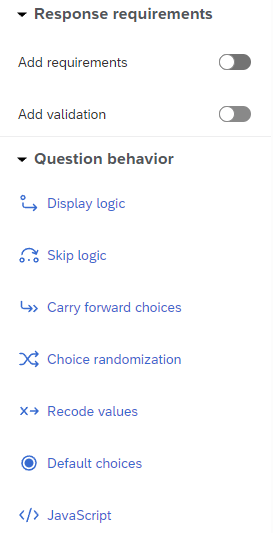 Response requirements
Add requirements
Add validation
Question behavior
Display logic
Skip logic
Carry forward choices
Choice randomization
Recode values
Default choices
JavaScript